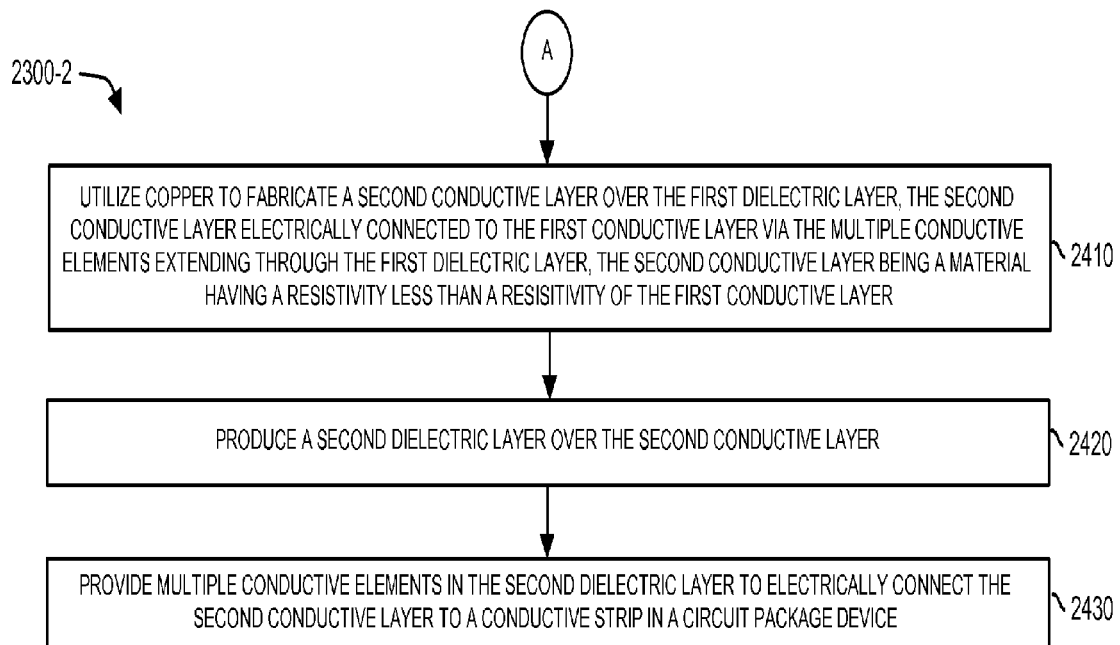 A
2300-2
UTILIZE COPPER TO FABRICATE A SECOND CONDUCTIVE LAYER OVER THE FIRST DIELECTRIC LAYER, THE SECOND
CONDUCTIVE LAYER ELECTRICALLY CONNECTED TO THE FIRST CONDUCTIVE LAYER VIA THE MULTIPLE CONDUCTIVE
ELEMENTS EXTENDING THROUGH THE FIRST DIELECTRIC LAYER, THE SECOND CONDUCTIVE LAYER BEING A MATERIAL
HAVING A RESISTIVITY LESS THAN A RESISITIVITY OF THE FIRST CONDUCTIVE LAYER
2410
PRODUCE A SECOND DIELECTRIC LAYER OVER THE SECOND CONDUCTIVE LAYER
2420
PROVIDE MULTIPLE CONDUCTIVE ELEMENTS IN THE SECOND DIELECTRIC LAYER TO ELECTRICALLY CONNECT THE
SECOND CONDUCTIVE LAYER TO A CONDUCTIVE STRIP IN A CIRCUIT PACKAGE DEVICE
2430